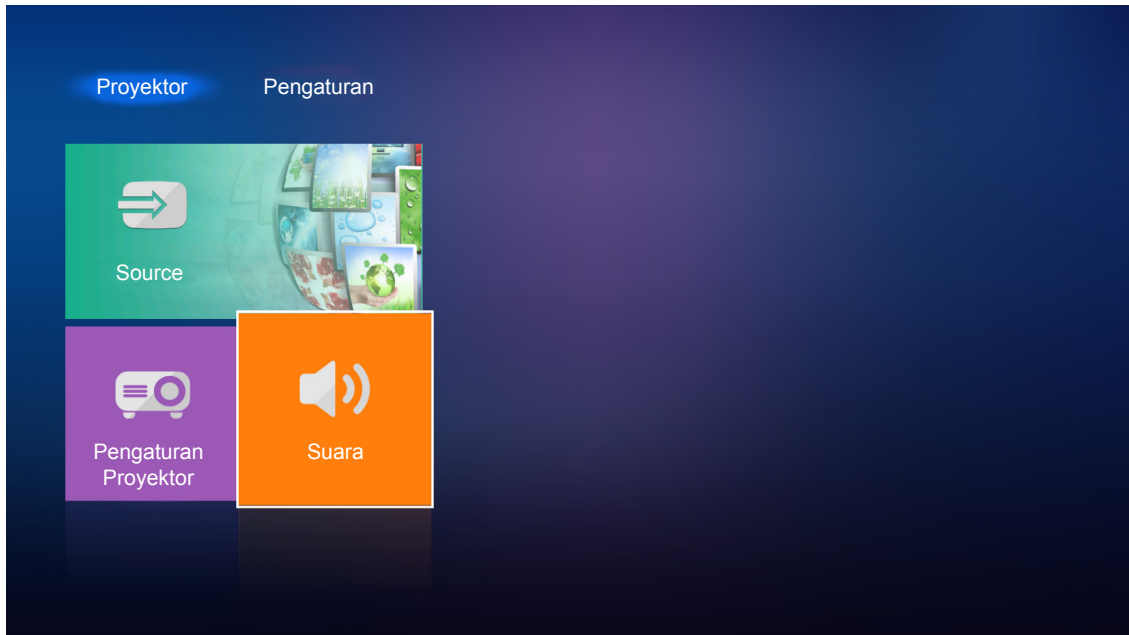 Proyektor
Pengaturan
Source
Pengaturan
Proyektor
Suara